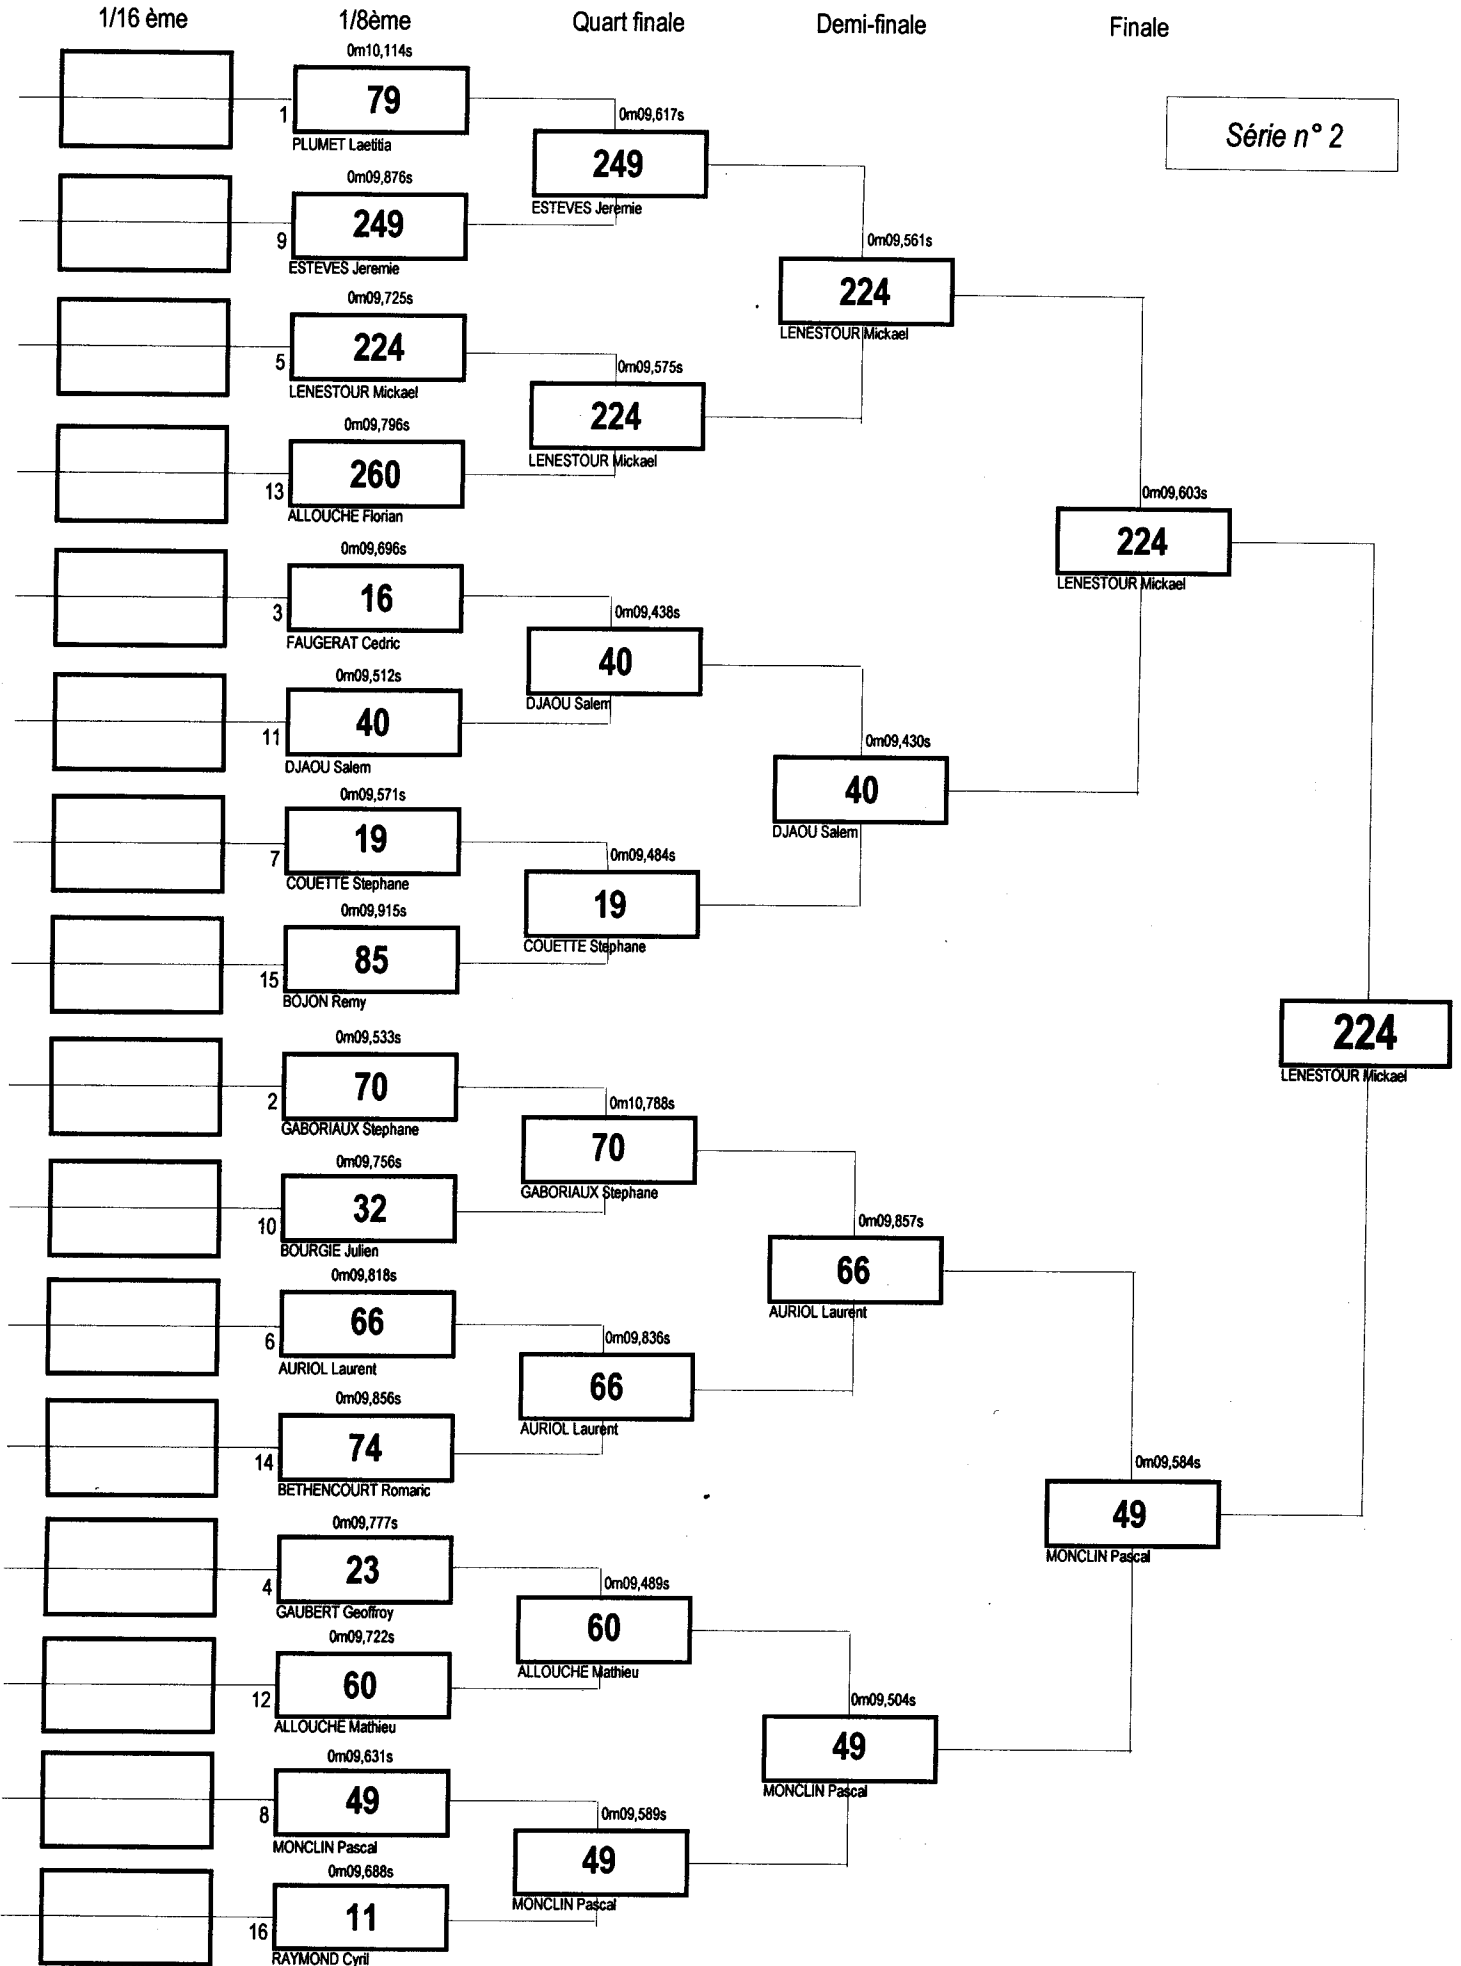 1/16 ème
1/8ème
Quart finale
Demi-finale
Finale
Série n° 2
0m10,114s
1
79
PLUMET Laetitia
0m09,876s
9
249
ESTEVES Jeremie
0m09,725s
5
224
LENESTOUR Mickael
0m09,796s
13
260
ALLOUCHE Florian
0m09,696s
3
16
FAUGERAT Cedric
0m09,512s
11
40
DJAOU Salem
0m09,571s
7
19
COUETTE Stephane
0m09,915s
15
85
BOJON Remy
0m09,533s
2
70
GABORIAUX Stephane
0m09,756s
10
32
BOURGIE Julien
0m09,818s
6
66
AURIOL Laurent
0m09,856s
14
74
BETHENCOURT Romaric
0m09,777s
4
23
GAUBERT Geoffroy
0m09,722s
12
60
ALLOUCHE Mathieu
0m09,631s
8
49
MONCLIN Pascal
0m09,688s
16
11
RAYMOND Cyril
0m09,617s
249
ESTEVES Jeremie
0m09,575s
224
LENESTOUR Mickael
0m09,438s
40
DJAOU Salem
0m09,484s
19
COUETTE Stephane
0m10,788s
70
GABORIAUX Stephane
0m09,836s
66
AURIOL Laurent
0m09,489s
60
ALLOUCHE Mathieu
0m09,589s
49
MONCLIN Pascal
0m09,561s
224
LENESTOUR Mickael
0m09,430s
40
DJAOU Salem
0m09,857s
66
AURIOL Laurent
0m09,504s
49
MONCLIN Pascal
0m09,603s
224
LENESTOUR Mickael
0m09,584s
49
MONCLIN Pascal
224
LENESTOUR Mickael